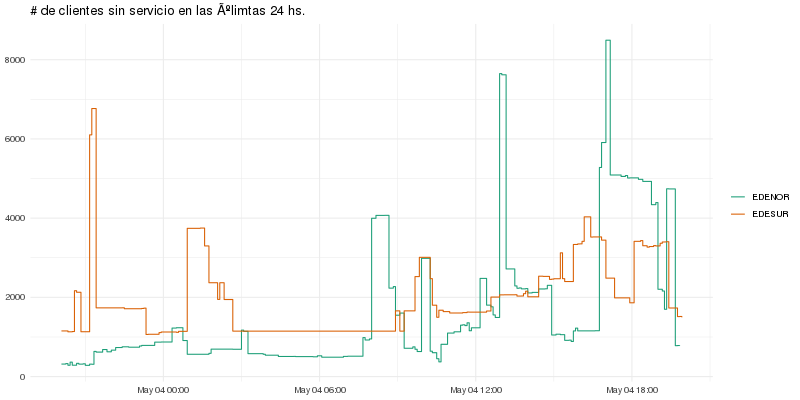 # de clientes sin servicio en las Ãºlimtas 24 hs.
8000
6000
4000
2000
0
May 04 00:00
May 04 06:00
May 04 12:00
May 04 18:00
EDENOR
EDESUR